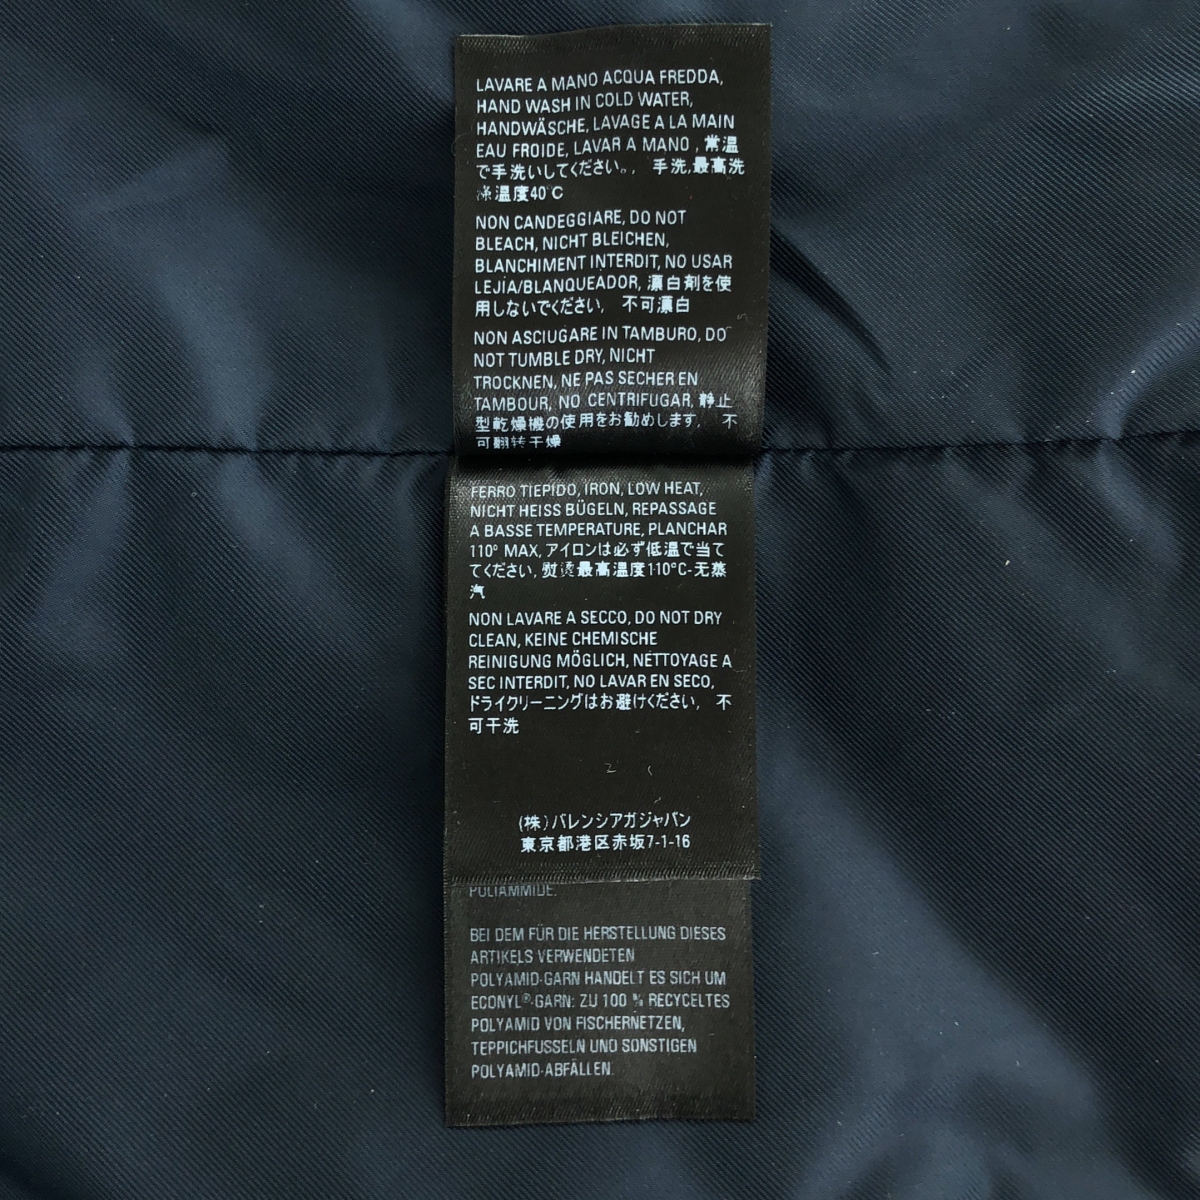 LAVARE A MANO ACQUA FREDDA,
HAND WASH IN COLD WATER,
HANDWÄSCHE, LAVAGE A LA MAIN
EAU FROIDE, LAVAR A MANO , 常温
で手洗いしてください。, 手洗,最高洗
涤温度40°C
NON CANDEGGIARE, DO NOT
BLEACH, NICHT BLEICHEN,
BLANCHIMENT INTERDIT, NO USAR
LEJIA/BLANQUEADOR, 漂白剤を使
用しないでください, 不可漂白
NON ASCIUGARE IN TAMBURO, DO
NOT TUMBLE DRY, NICHT
TROCKNEN, NE PAS SECHER EN
TAMBOUR, NO CENTRIFUGAR, 静止
型乾燥機の使用をお勧めします, 不
可翻转干燥
FERRO TIEPIDO, IRON, LOW HEAT,
NICHT HEISS BÜGELN, REPASSAGE
A BASSE TEMPERATURE, PLANCHAR
110° MAX, アイロンは必ず低温で当て
てください, 熨烫最高温度110°C-无蒸
汽
NON LAVARE A SECCO, DO NOT DRY
CLEAN, KEINE CHEMISCHE
REINIGUNG MÖGLICH, NETTOYAGE A
SEC INTERDIT, NO LAVAR EN SECO,
ドライクリーニングはお避けください, 不
可干洗
(株)バレンシアガジャパン
東京都港区赤坂7-1-16
POLIAMMIDE.
BEI DEM FÜR DIE HERSTELLUNG DIESES
ARTIKELS VERWENDETEN
POLYAMID-GARN HANDELT ES SICH UM
ECONYL®-GARN: ZU 100 % RECYCELTES
POLYAMID VON FISCHERNETZEN,
TEPPICHFUSSELN UND SONSTIGEN
POLYAMID-ABFÄLLEN.